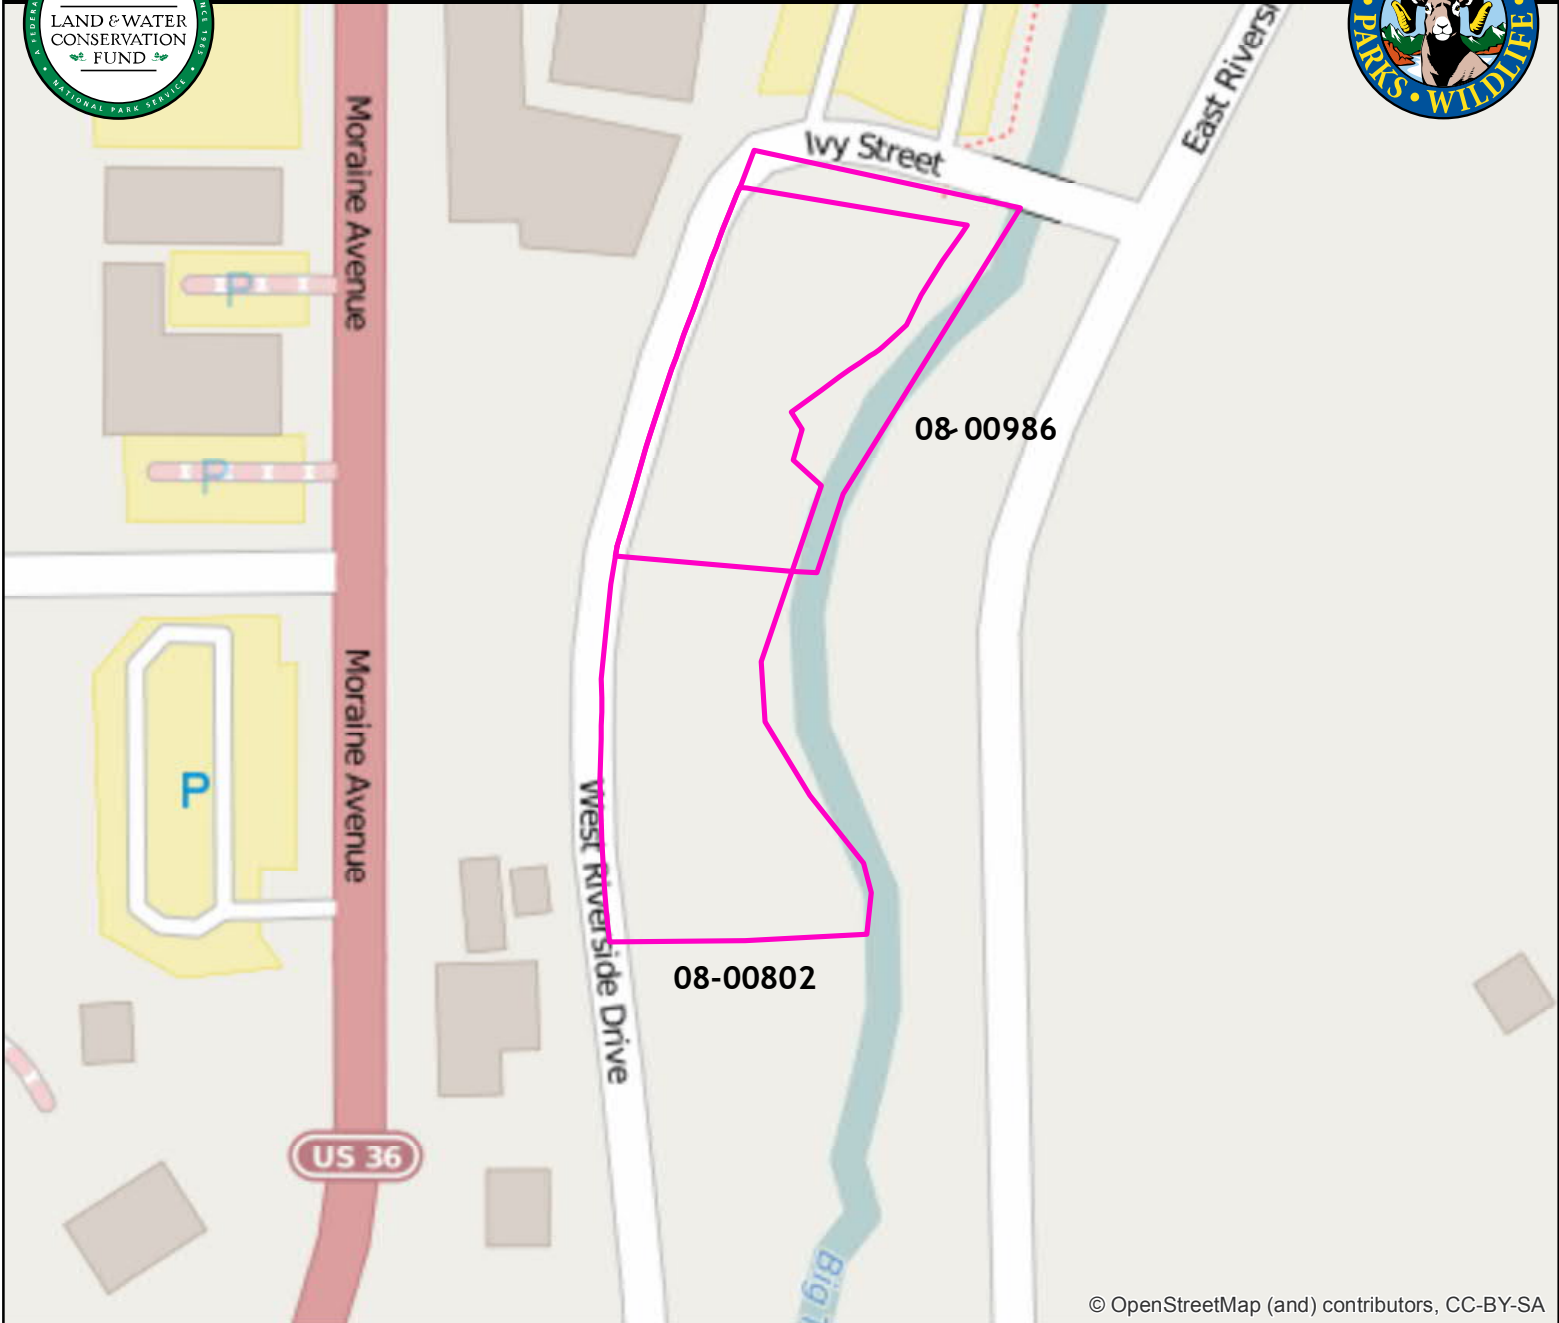 LAND & WATER
CONSERVATION
FUND
NATIONAL PARK SERVICE
PARKS • WILDLIFE
East
Moraine Avenue
Ivy Street
P
P
08-00986
Moraine Avenue
P
West Riverside Drive
08-00802
US 36
Big
© OpenStreetMap (and) contributors, CC-BY-SA